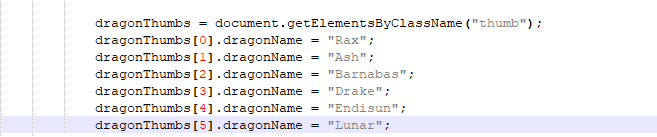 dragonThumbs = document.getElementsByClassName("thumb");
dragonThumbs[0].dragonName = "Rax";
dragonThumbs[1].dragonName = "Ash";
dragonThumbs[2].dragonName = "Barnabas";
dragonThumbs[3].dragonName = "Drake";
dragonThumbs[4].dragonName = "Endisun";
dragonThumbs[5].dragonName = "Lunar";